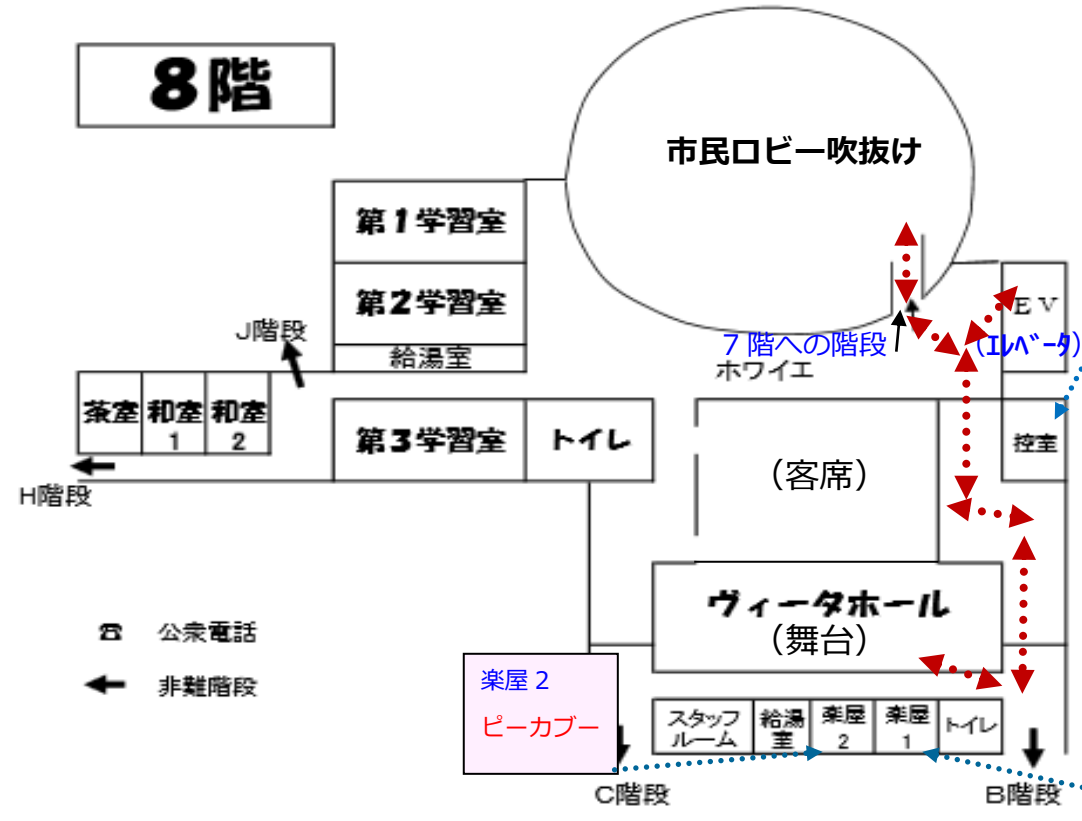 8階
市民ロビー吹抜け
第1学習室
第2学習室
給湯室
J階段
7階への階段
ホワイエ
EV
(ｴﾚﾍﾞｰﾀ)
茶室
和室
1
和室
2
第3学習室
トイレ
(客席)
控室
H階段
ヴィータホール
(舞台)
公衆電話
非難階段
楽屋2
ピーカブー
スタッフ
ルーム
給湯
室
楽屋
2
楽屋
1
トイレ
C階段
B階段